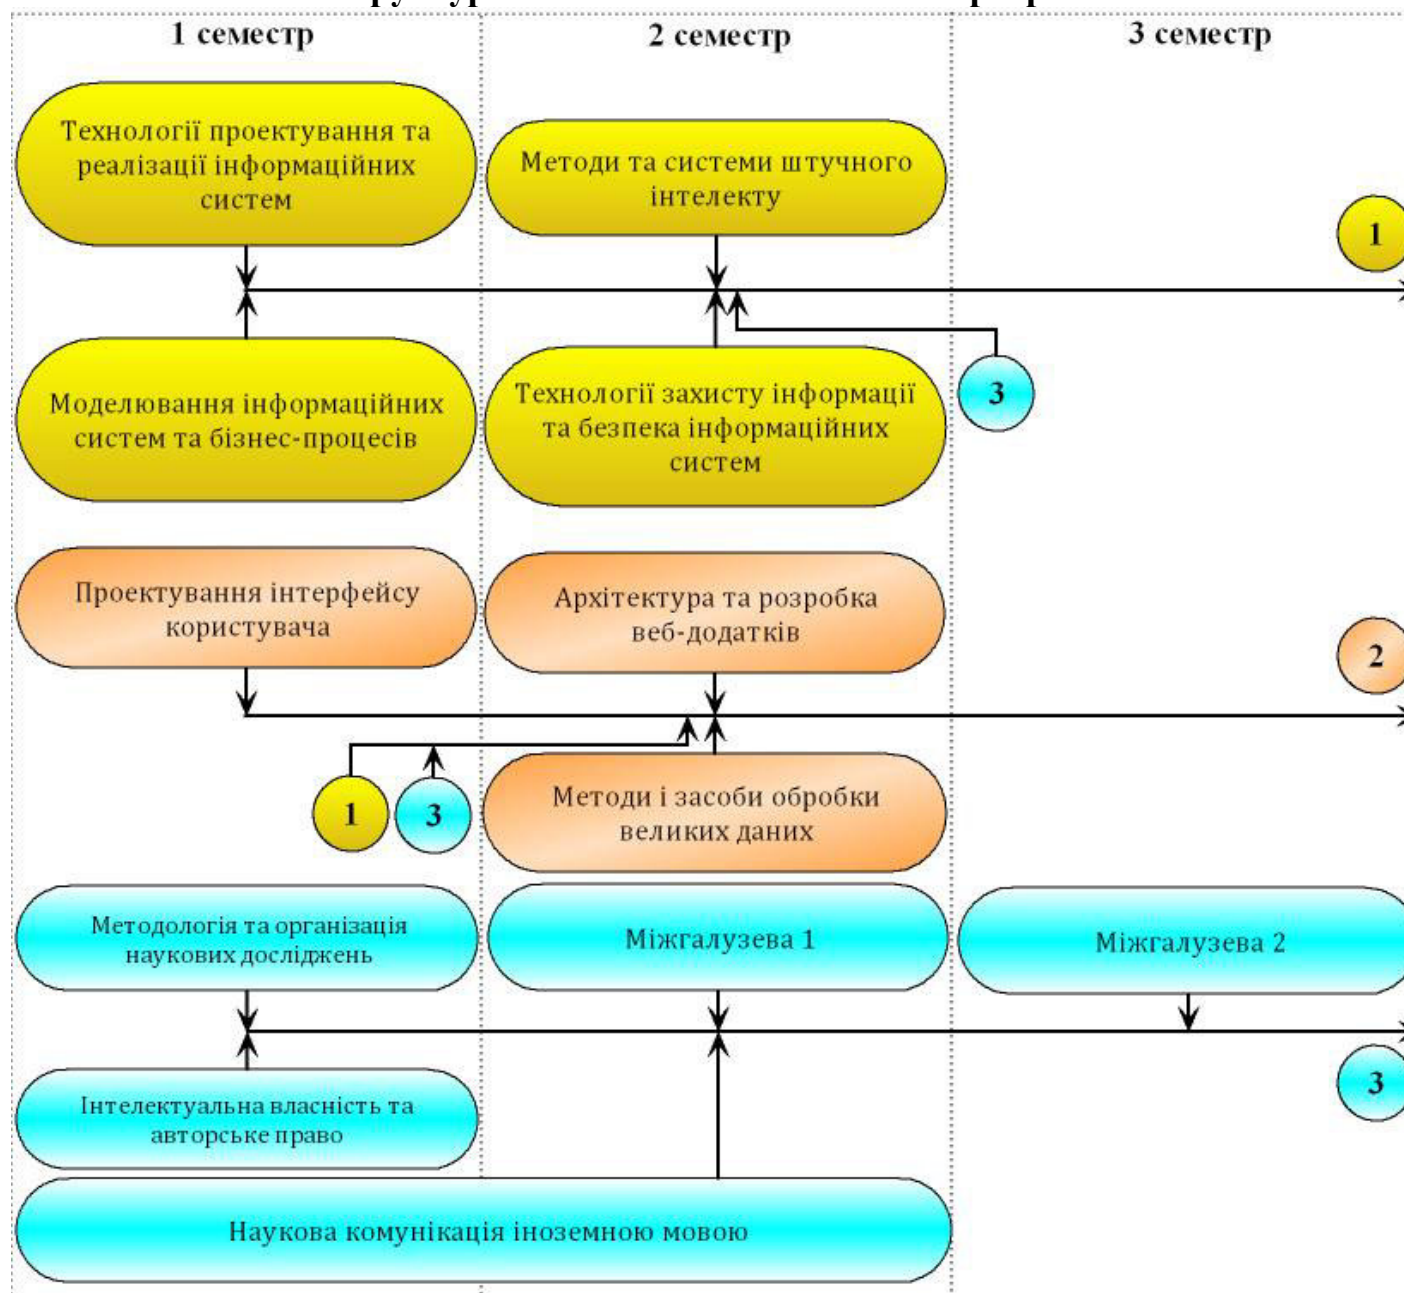 1 семестр
2 семестр
3 семестр
Технології проектування та
реалізації інформаційних
систем
Методи та системи штучного
інтелекту
1
Моделювання інформаційних
систем та бізнес-процесів
Технології захисту інформації
та безпека інформаційних
систем
3
Проектування інтерфейсу
користувача
Архітектура та розробка
веб-додатків
2
1
3
Методи і засоби обробки
великих даних
Методологія та організація
наукових досліджень
Міжгалузева 1
Міжгалузева 2
3
Інтелектуальна власність та
авторське право
Наукова комунікація іноземною мовою